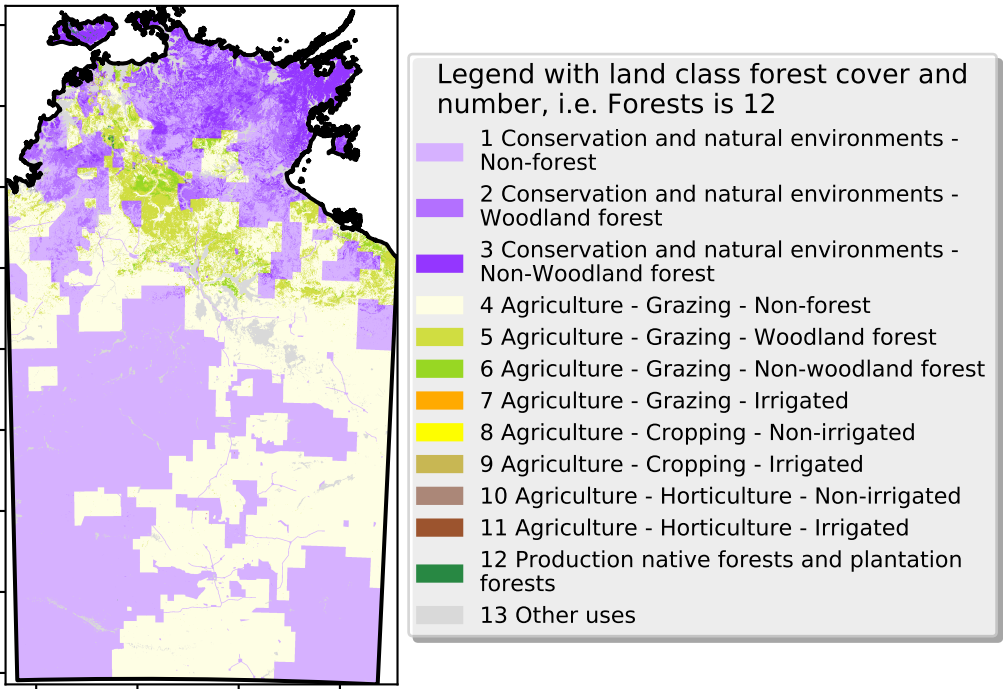 Legend with land class forest cover and
number, i.e. Forests is 12
1 Conservation and natural environments -
Non-forest
2 Conservation and natural environments -
Woodland forest
3 Conservation and natural environments -
Non-Woodland forest
4 Agriculture - Grazing - Non-forest
5 Agriculture - Grazing - Woodland forest
6 Agriculture - Grazing - Non-woodland forest
7 Agriculture - Grazing - Irrigated
8 Agriculture - Cropping - Non-irrigated
9 Agriculture - Cropping - Irrigated
10 Agriculture - Horticulture - Non-irrigated
11 Agriculture - Horticulture - Irrigated
12 Production native forests and plantation
forests
13 Other uses